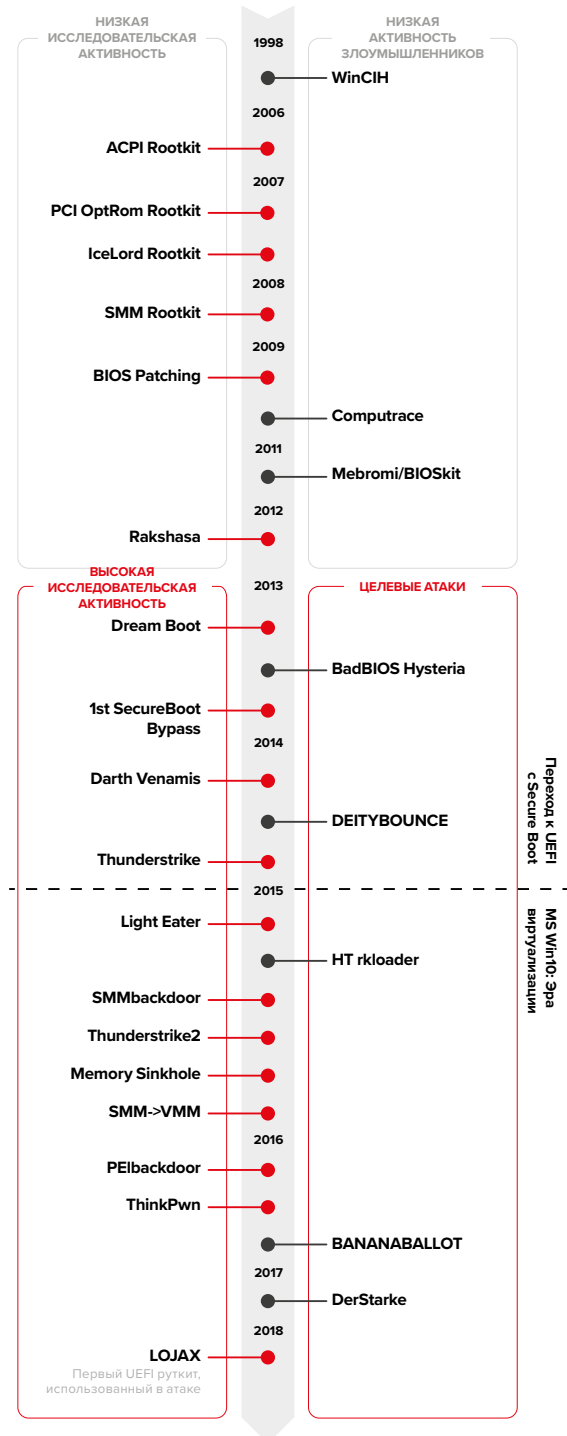 НИЗКАЯ
ИССЛЕДОВАТЕЛЬСКАЯ
АКТИВНОСТЬ
НИЗКАЯ
АКТИВНОСТЬ
ЗЛОУМЫШЛЕННИКОВ
1998
WinCIH
2006
ACPI Rootkit
2007
PCI OptRom Rootkit
IceLord Rootkit
2008
SMM Rootkit
2009
BIOS Patching
Computrace
2011
Mebromi/BIOSkit
2012
Rakshasa
ВЫСОКАЯ
ИССЛЕДОВАТЕЛЬСКАЯ
АКТИВНОСТЬ
2013
ЦЕЛЕВЫЕ АТАКИ
Dream Boot
BadBIOS Hysteria
1st SecureBoot
Bypass
2014
Darth Venamis
DEITYBOUNCE
Thunderstrike
Переход к UEFI
с Secure Boot
2015
Light Eater
HT rkloader
MS Win10: Эра
виртуализации
SMMbackdoor
Thunderstrike2
Memory Sinkhole
SMM->VMM
2016
PEIbackdoor
ThinkPwn
BANANABALLOT
2017
DerStarke
2018
LOJAX
Первый UEFI руткит,
использованный в атаке